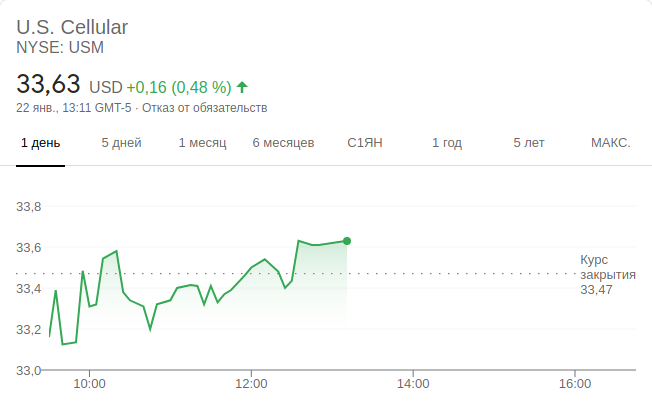 U.S. Cellular
NYSE: USM
33,63 USD +0,16 (0,48 %)
22 янв., 13:11 GMT-5 · Отказ от обязательств
1 день 5 дней 1 месяц 6 месяцев С1ЯН 1 год 5 лет МАКС.
33,8
33,6
Курс
закрытия
33,47
33,4
33,2
33,0
10:00 12:00 14:00 16:00